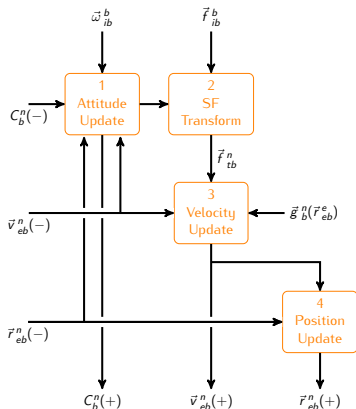 ω⃗ᵇ_ib f⃗ᵇ_ib
1 2
Attitude SF
Update Transform
Cⁿ_b(−)
f⃗ⁿ_tb
3
Velocity
Update
v⃗ⁿ_eb(−)
g⃗ⁿ_b(r⃗ᵉ_eb)
4
Position
Update
r⃗ⁿ_eb(−)
Cⁿ_b(+) v⃗ⁿ_eb(+) r⃗ⁿ_eb(+)